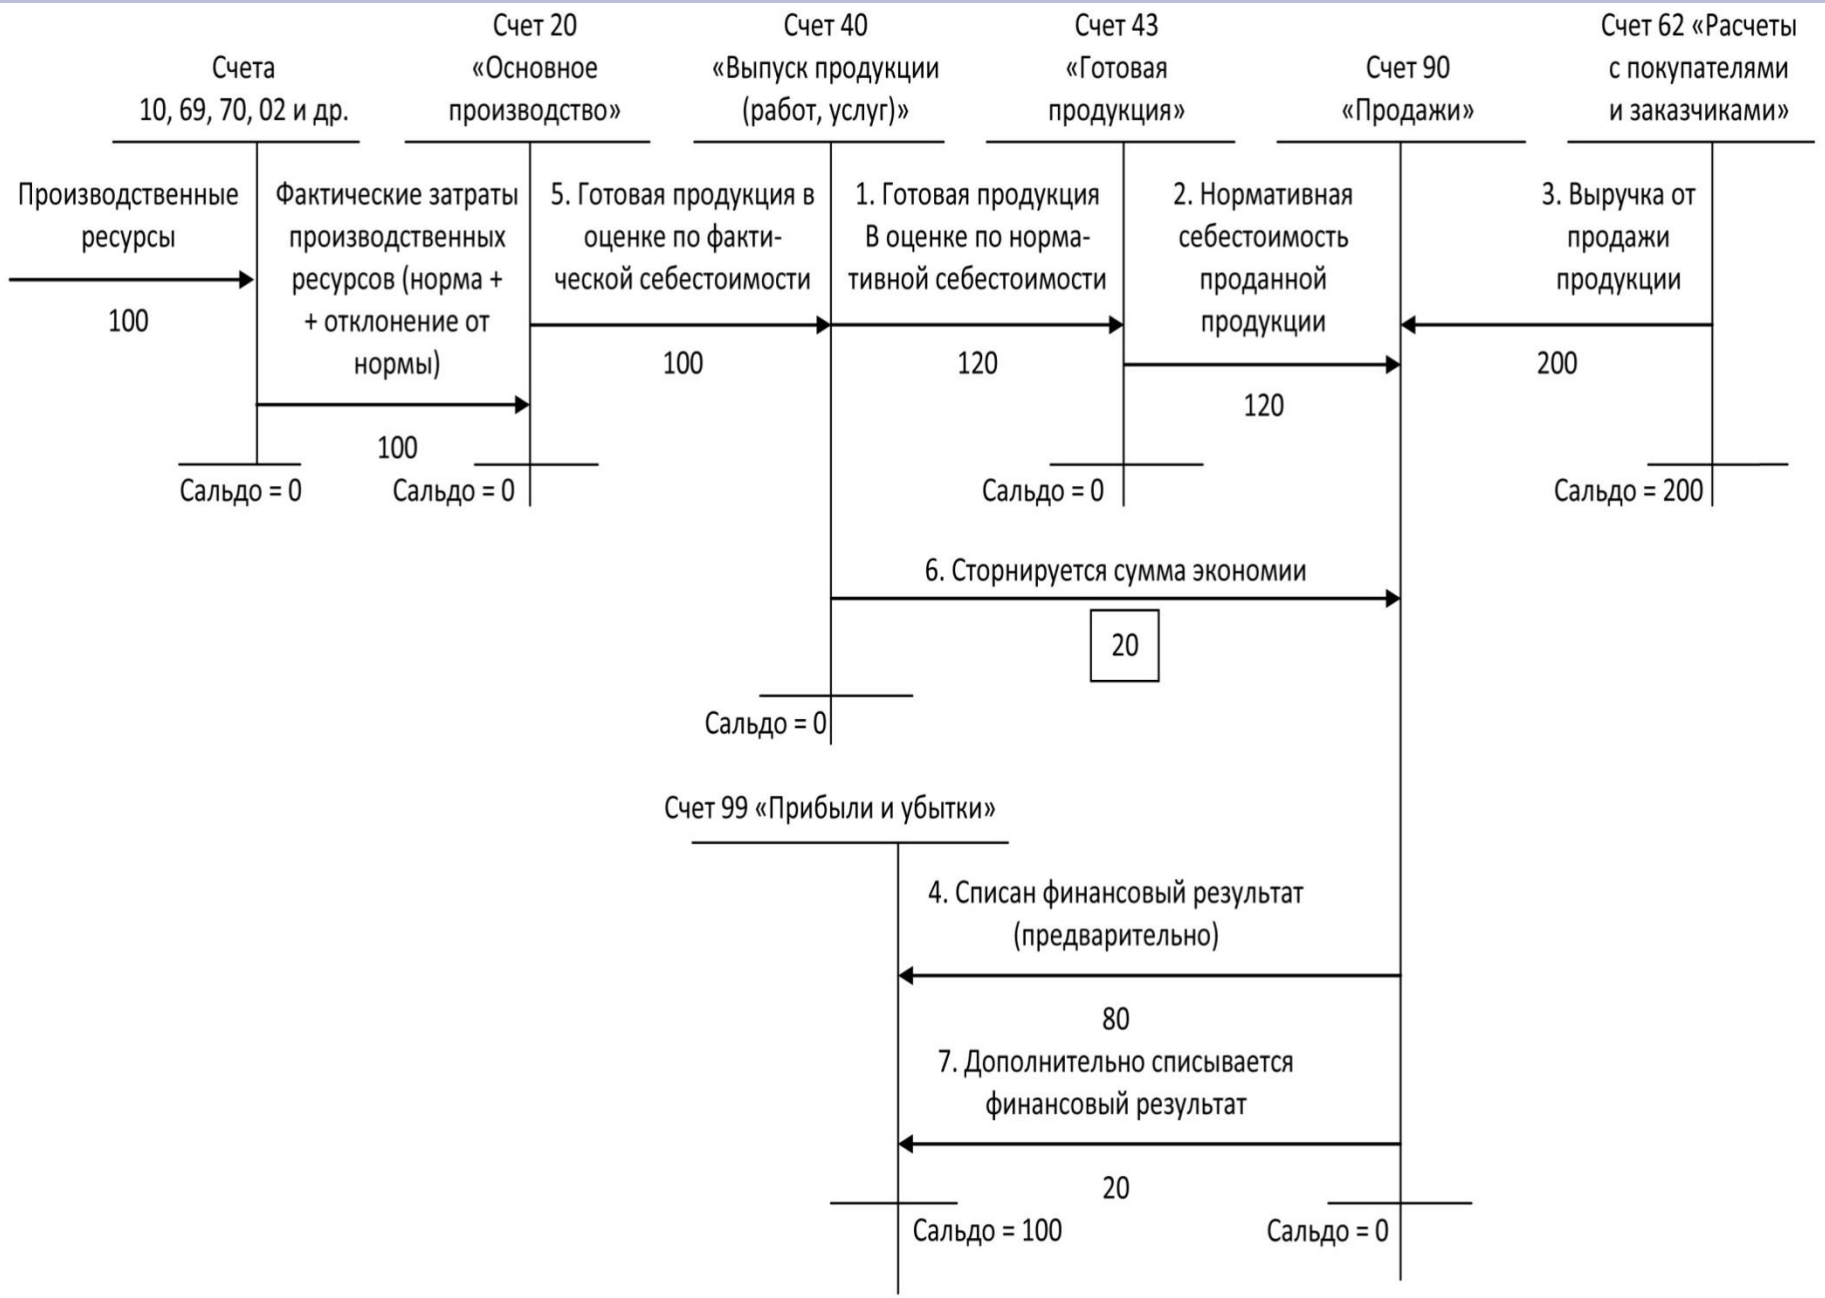 Счета
10, 69, 70, 02 и др.
Счет 20
«Основное
производство»
Счет 40
«Выпуск продукции
(работ, услуг)»
Счет 43
«Готовая
продукция»
Счет 90
«Продажи»
Счет 62 «Расчеты
с покупателями
и заказчиками»
Производственные
ресурсы
100
Фактические затраты
производственных
ресурсов (норма +
+ отклонение от
нормы)
100
5. Готовая продукция в
оценке по факти-
ческой себестоимости
100
1. Готовая продукция
В оценке по норма-
тивной себестоимости
120
2. Нормативная
себестоимость
проданной
продукции
120
3. Выручка от
продажи
продукции
200
Сальдо = 0
Сальдо = 0
Сальдо = 0
Сальдо = 200
6. Сторнируется сумма экономии
20
Сальдо = 0
Счет 99 «Прибыли и убытки»
4. Списан финансовый результат
(предварительно)
80
7. Дополнительно списывается
финансовый результат
20
Сальдо = 100
Сальдо = 0